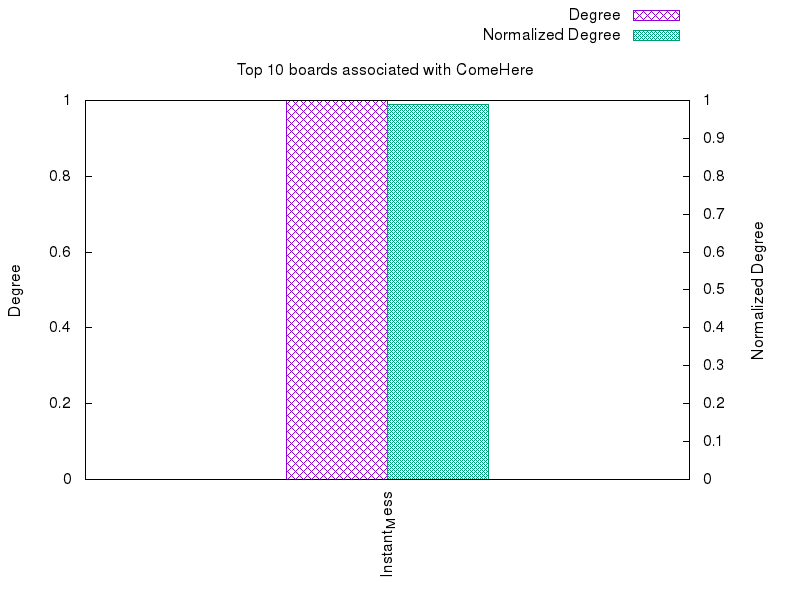 Degree
Normalized Degree
Top 10 boards associated with ComeHere
1
0.8
0.6
0.4
0.2
0
Degree
1
0.9
0.8
0.7
0.6
0.5
0.4
0.3
0.2
0.1
0
Normalized Degree
InstantMess